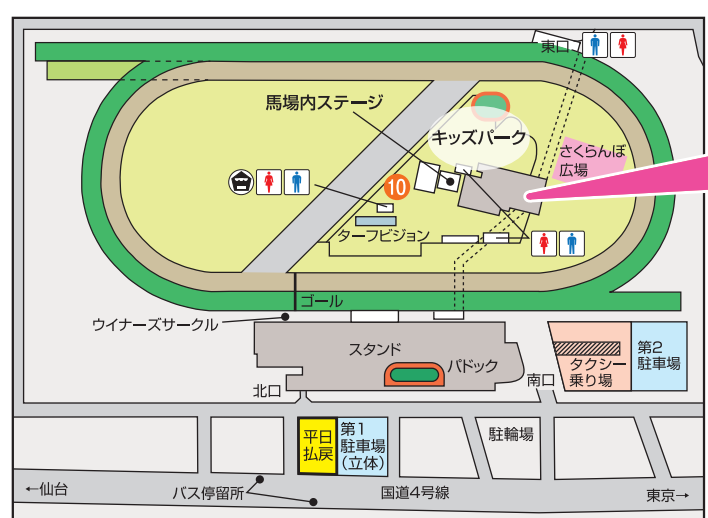 東口
馬場内ステージ
キッズパーク
さくらんぼ
広場
10
ターフビジョン
ゴール
ウイナーズサークル
スタンド
パドック
北口
南口
タクシー
乗り場
第2
駐車場
平日
払戻
第1
駐車場
(立体)
駐輪場
←仙台
バス停留所
国道4号線
東京→